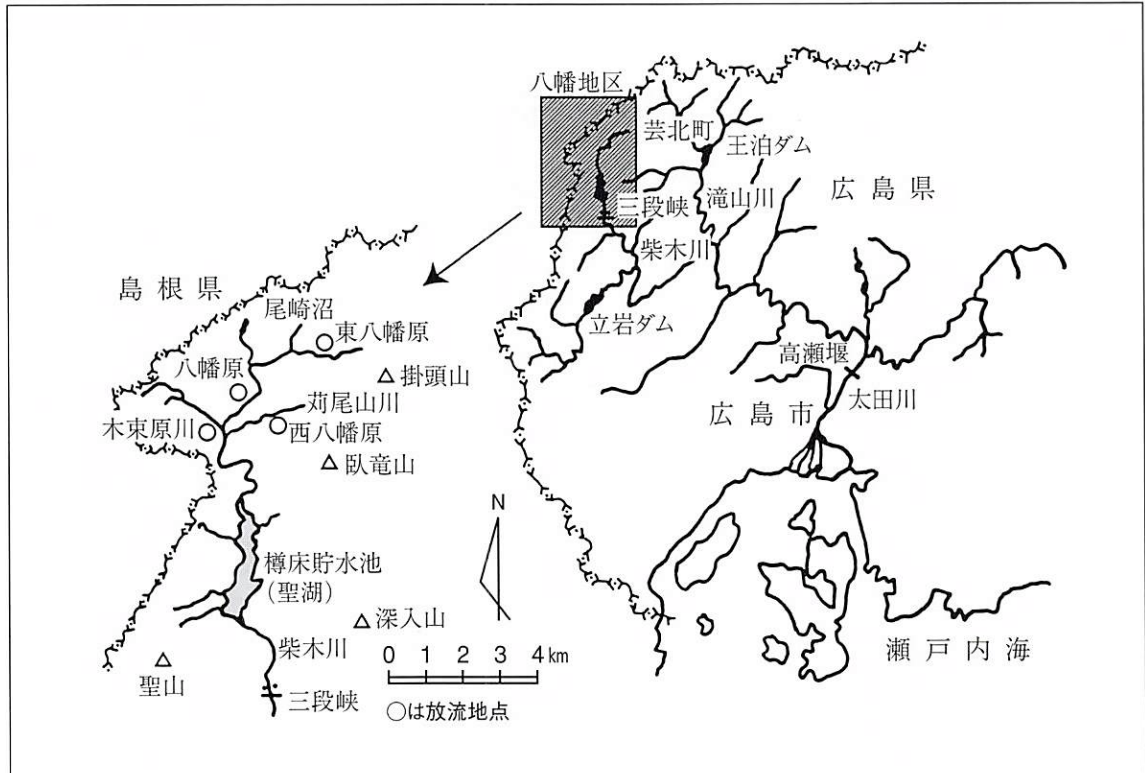 八幡地区
芸北町
王泊ダム
広島県
三段峡
滝山川
柴木川
立岩ダム
高瀬堰
太田川
広島市
瀬戸内海
島根県
尾崎沼
東八幡原
八幡原
掛頭山
苅尾山川
木束原川
西八幡原
臥竜山
N
樽床貯水池
(聖湖)
深入山
柴木川
0 1 2 3 4 km
聖山
三段峡
○は放流地点